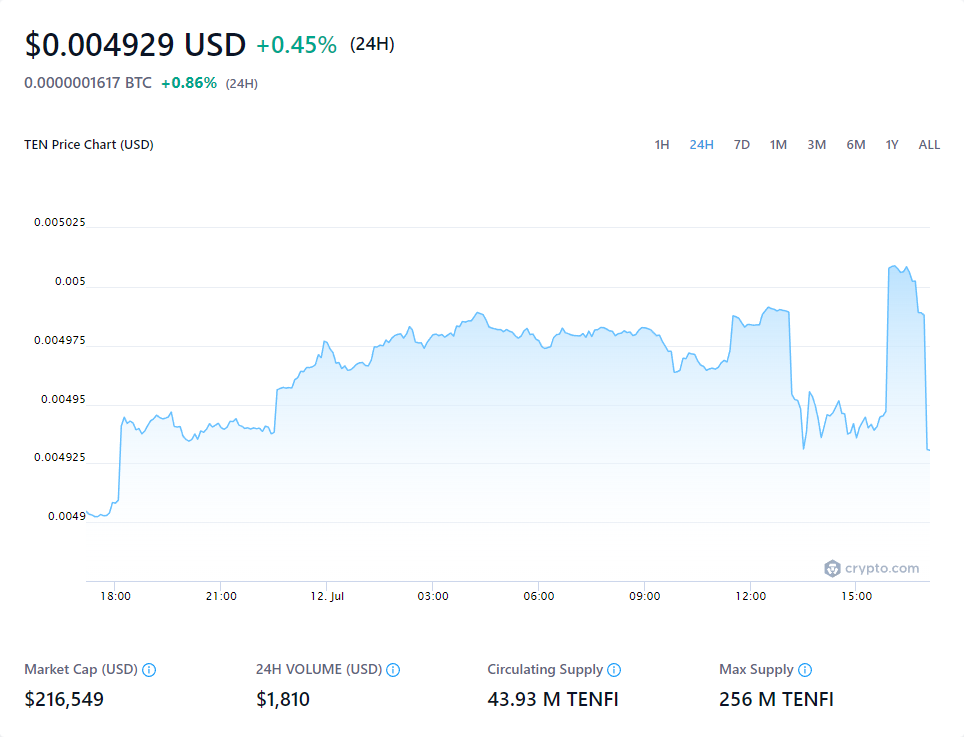 $0.004929 USD +0.45% (24H)
0.0000001617 BTC +0.86% (24H)
TEN Price Chart (USD) 1H 24H 7D 1M 3M 6M 1Y ALL
0.005025
0.005
0.004975
0.00495
0.004925
0.0049
crypto.com
18:00 21:00 12. Jul 03:00 06:00 09:00 12:00 15:00
Market Cap (USD) 24H VOLUME (USD) Circulating Supply Max Supply
$216,549 $1,810 43.93 M TENFI 256 M TENFI